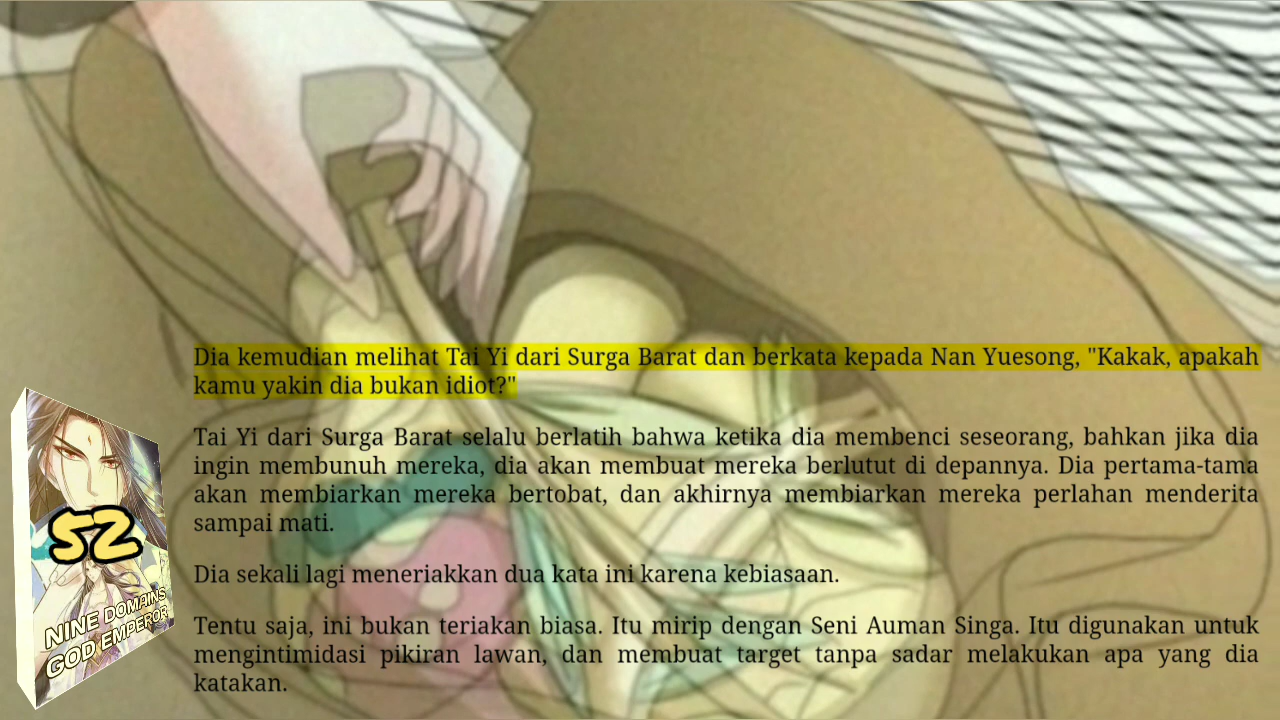 Dia kemudian melihat Tai Yi dari Surga Barat dan berkata kepada Nan Yuesong, "Kakak, apakah
kamu yakin dia bukan idiot?"
Tai Yi dari Surga Barat selalu berlatih bahwa ketika dia membenci seseorang, bahkan jika dia
ingin membunuh mereka, dia akan membuat mereka berlutut di depannya. Dia pertama-tama
akan membiarkan mereka bertobat, dan akhirnya membiarkan mereka perlahan menderita
sampai mati.
Dia sekali lagi meneriakkan dua kata ini karena kebiasaan.
Tentu saja, ini bukan teriakan biasa. Itu mirip dengan Seni Auman Singa. Itu digunakan untuk
mengintimidasi pikiran lawan, dan membuat target tanpa sadar melakukan apa yang dia
katakan.
52
NINE DOMAINS
GOD EMPEROR